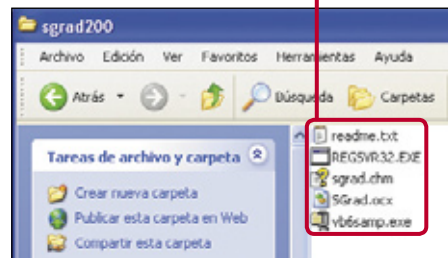 sgrad200
Archivo Edición Ver Favoritos Herramientas Ayuda
Atrás Búsqueda Carpetas
Tareas de archivo y carpeta
Crear nueva carpeta
Publicar esta carpeta en Web
Compartir esta carpeta
readme.txt
REGSVR32.EXE
sgrad.chm
SGrad.ocx
vb6samp.exe